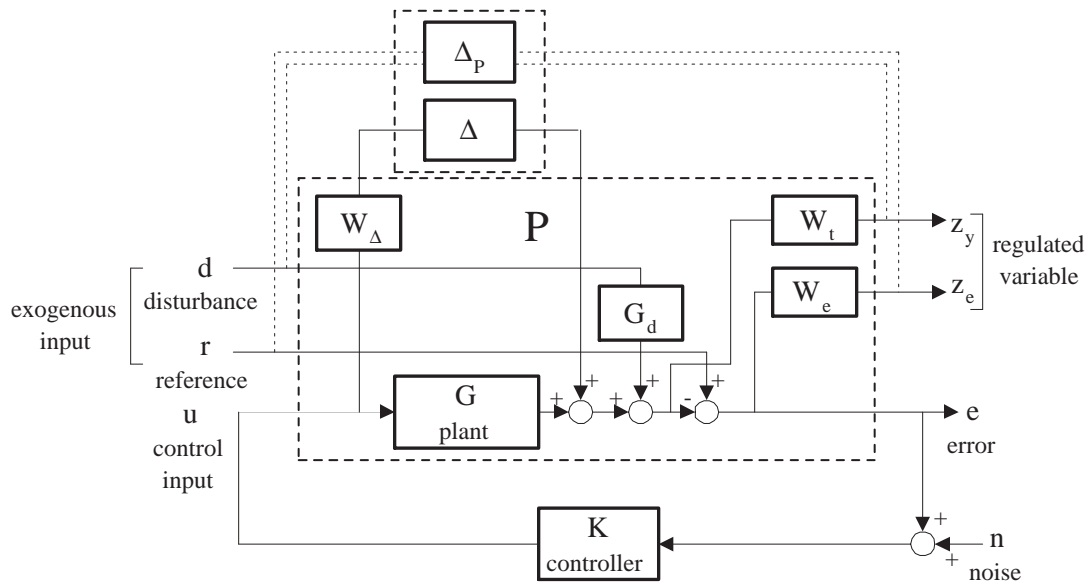 Δ_P
Δ
W_Δ
P
W_t
z_y
regulated
variable
W_e
z_e
d
disturbance
exogenous
input
G_d
r
reference
+
+
+
u
control
input
G
plant
+
+
-
e
error
K
controller
+
+
n
noise